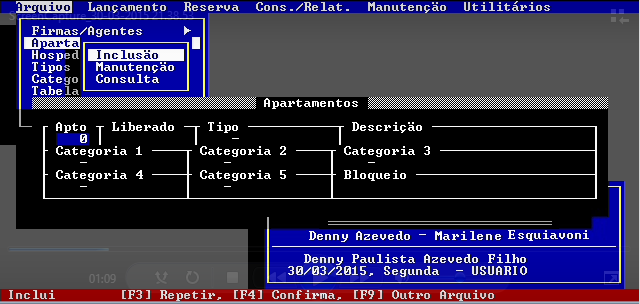 Arquivo Lançamento Reserva Cons./Relat. Manutenção Utilitários
Firmas/Agentes
Aparta
Hosped
Tipos
Catego
Tabela
Inclusão
Manutenção
Consulta
Apartamentos
Apto Liberado Tipo Descrição
0 –
Categoria 1 Categoria 2 Categoria 3
– – –
Categoria 4 Categoria 5 Bloqueio
– –
Denny Azevedo – Marilene Esquiavoni
Denny Paulista Azevedo Filho
30/03/2015, Segunda – USUARIO
01:09
Inclui [F3] Repetir, [F4] Confirma, [F9] Outro Arquivo